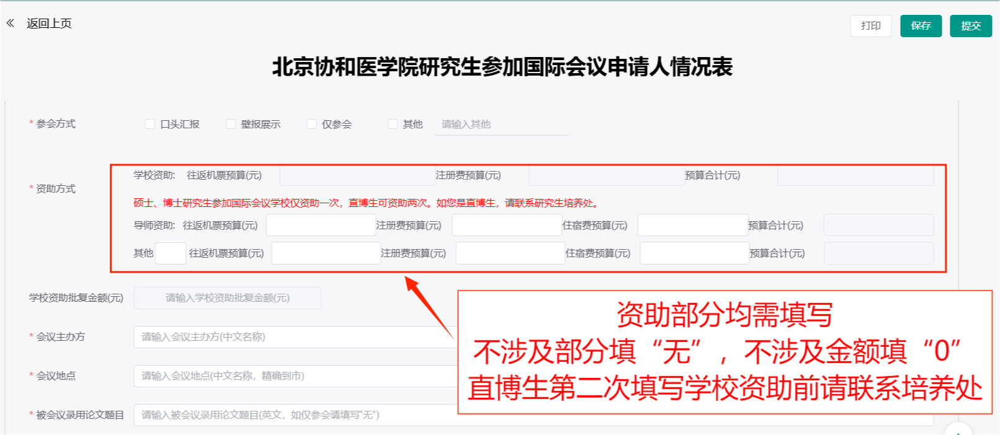 返回上页
打印 保存 提交
北京协和医学院研究生参加国际会议申请人情况表
* 参会方式 口头汇报 壁报展示 仅参会 其他 请输入其他
学校资助: 往返机票预算(元) 注册费预算(元) 预算合计(元)
* 资助方式
硕士、博士研究生参加国际会议学校仅资助一次，直博生可资助两次。如您是直博生，请联系研究生培养处。
导师资助: 往返机票预算(元) 注册费预算(元) 住宿费预算(元) 预算合计(元)
其他 往返机票预算(元) 注册费预算(元) 住宿费预算(元) 预算合计(元)
学校资助批复金额(元) 请输入学校资助批复金额(元)
* 会议主办方 请输入会议主办方(中文名称)
* 会议地点 请输入会议地点(中文名称，精确到市)
* 被会议录用论文题目 请输入被会议录用论文题目(英文，如仅参会请填写“无”)
资助部分均需填写
不涉及部分填“无”，不涉及金额填“0”
直博生第二次填写学校资助前请联系培养处